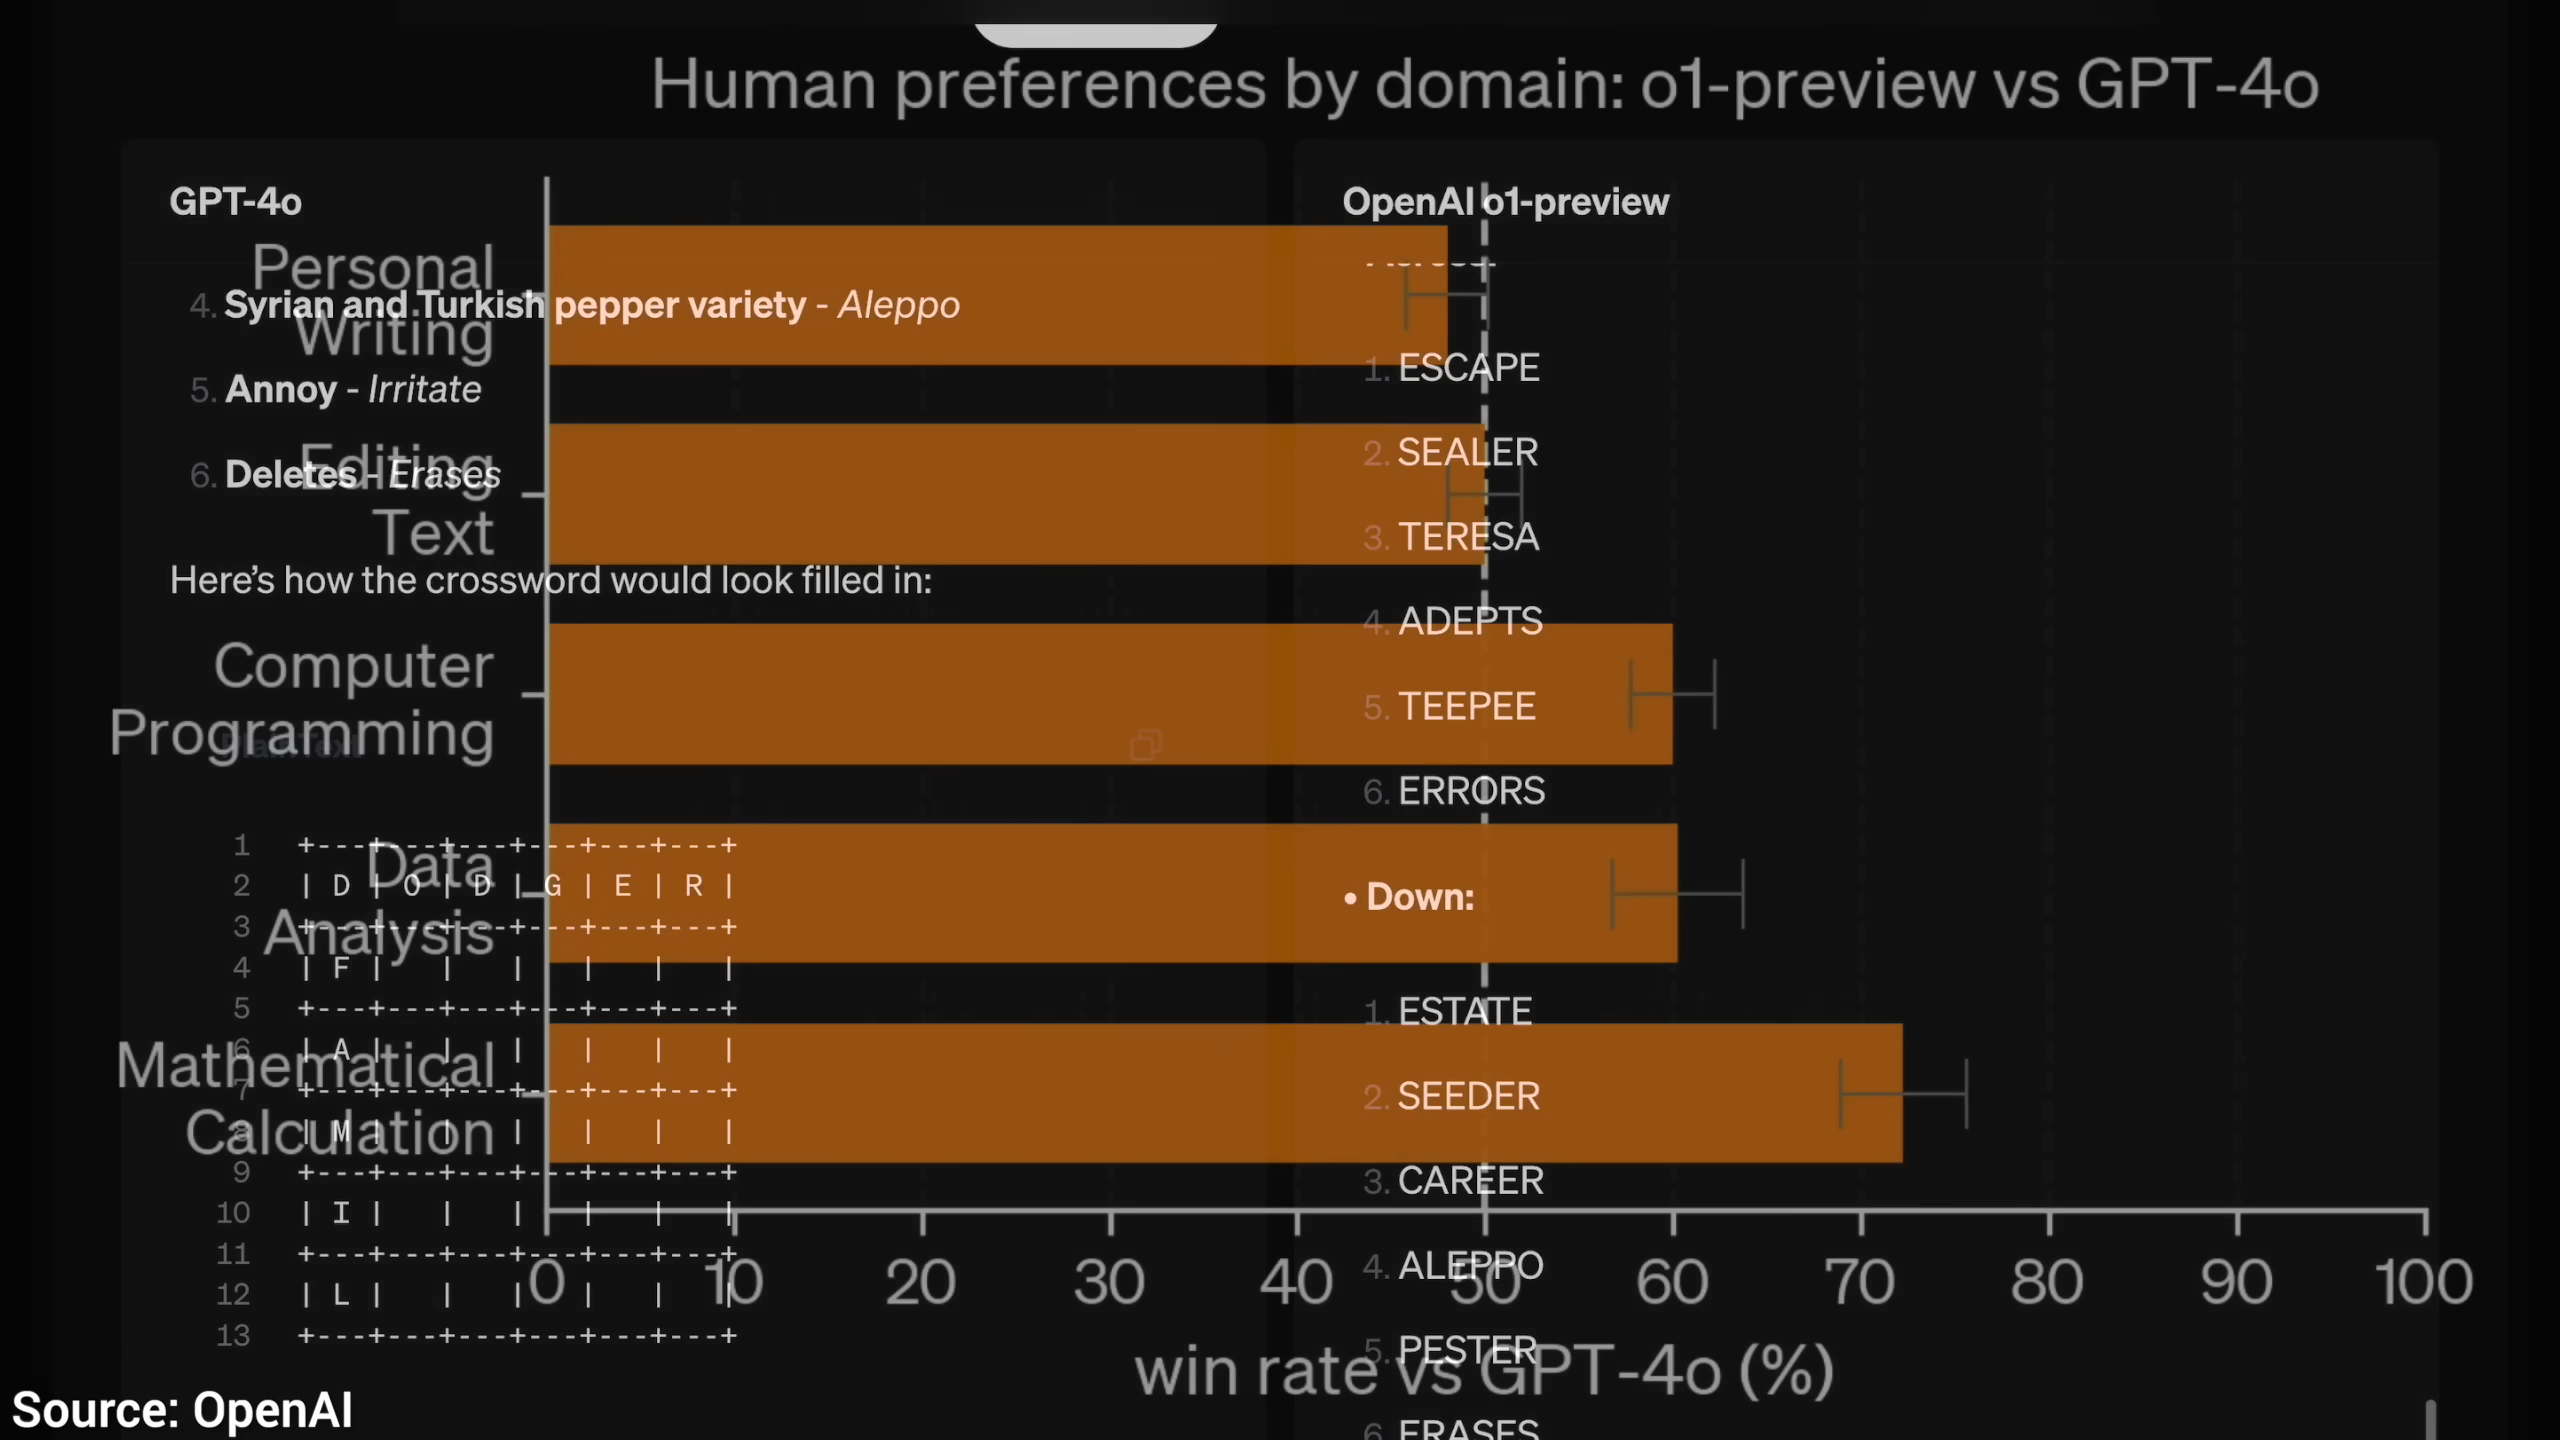 Human preferences by domain: o1-preview vs GPT-4o
GPT-4o
4. Syrian and Turkish pepper variety - Aleppo
5. Annoy - Irritate
6. Deletes - Erases
Here's how the crossword would look filled in:
Plain Text
1 +---+---+---+---+---+---+
2 | D | O | D | G | E | R |
3 +---+---+---+---+---+---+
4 | F | | | | | |
5 +---+---+---+---+---+---+
6 | A | | | | | |
7 +---+---+---+---+---+---+
8 | M | | | | | |
9 +---+---+---+---+---+---+
10 | I | | | | | |
11 +---+---+---+---+---+---+
12 | L | | | | | |
13 +---+---+---+---+---+---+
OpenAI o1-preview
1. ESCAPE
2. SEALER
3. TERESA
4. ADEPTS
5. TEEPEE
6. ERRORS
• Down:
1. ESTATE
2. SEEDER
3. CAREER
4. ALEPPO
5. PESTER
6. ERASES
Personal
Writing
Editing
Text
Computer
Programming
Data
Analysis
Mathematical
Calculation
0 10 20 30 40 50 60 70 80 90 100
win rate vs GPT-4o (%)
Source: OpenAI